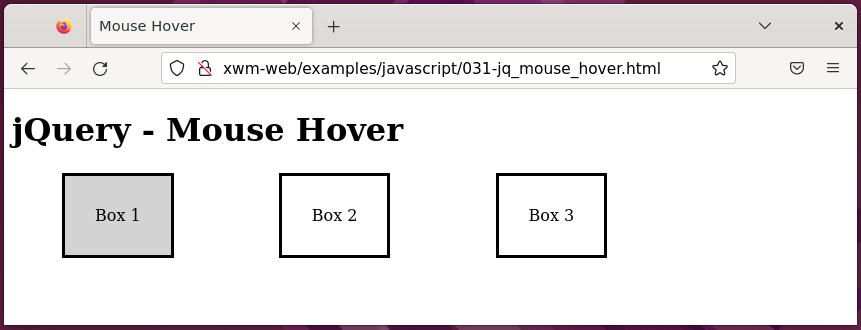 Mouse Hover
xwm-web/examples/javascript/031-jq_mouse_hover.html
jQuery - Mouse Hover
Box 1 Box 2 Box 3